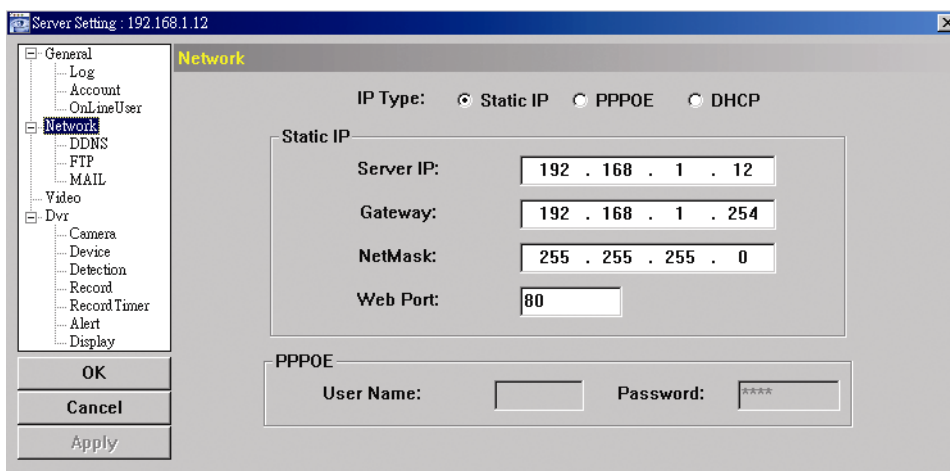 Server Setting : 192.168.1.12
General
Log
Account
OnLineUser
Network
DDNS
FTP
MAIL
Video
Dvr
Camera
Device
Detection
Record
Record Timer
Alert
Display
OK
Cancel
Apply
Network
IP Type: Static IP PPPOE DHCP
Static IP
Server IP: 192 . 168 . 1 . 12
Gateway: 192 . 168 . 1 . 254
NetMask: 255 . 255 . 255 . 0
Web Port: 80
PPPOE
User Name: Password: ****